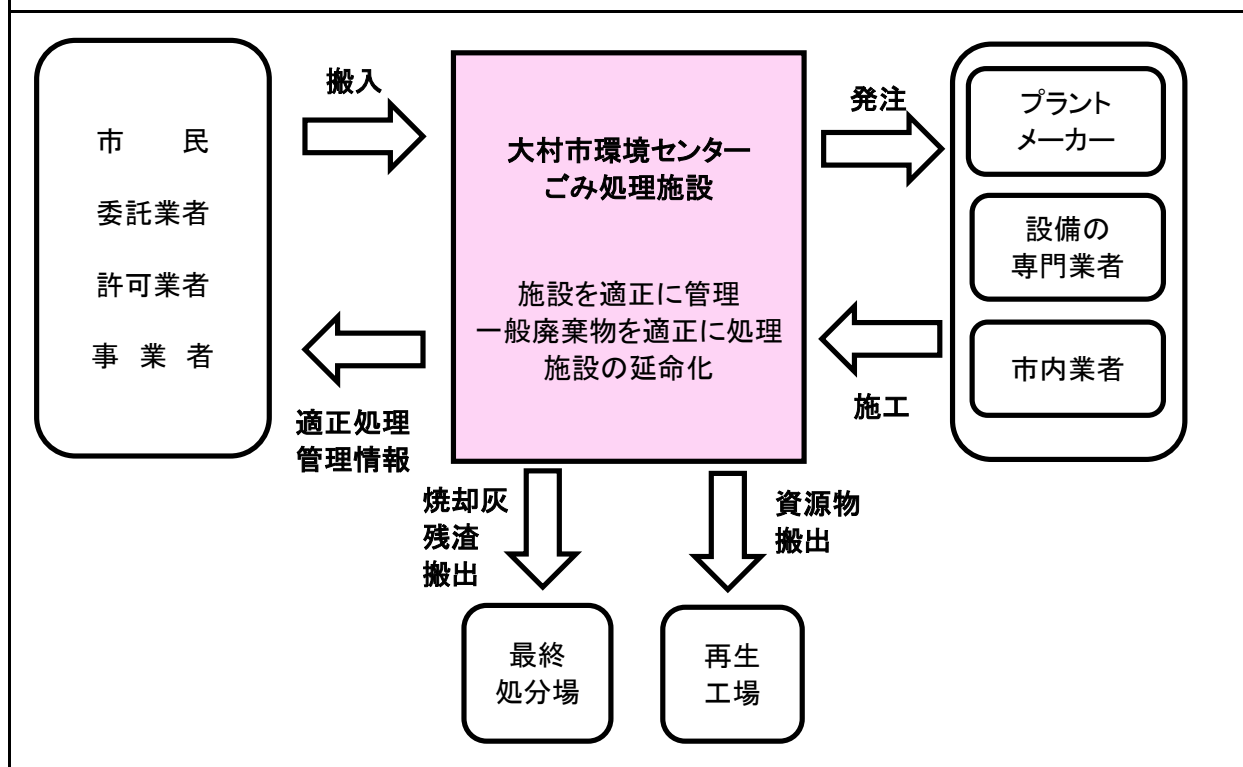 市　　民
委託業者
許可業者
事　業　者
搬入
適正処理
管理情報
大村市環境センター
ごみ処理施設
施設を適正に管理
一般廃棄物を適正に処理
施設の延命化
発注
施工
プラント
メーカー
設備の
専門業者
市内業者
焼却灰
残渣
搬出
資源物
搬出
最終
処分場
再生
工場